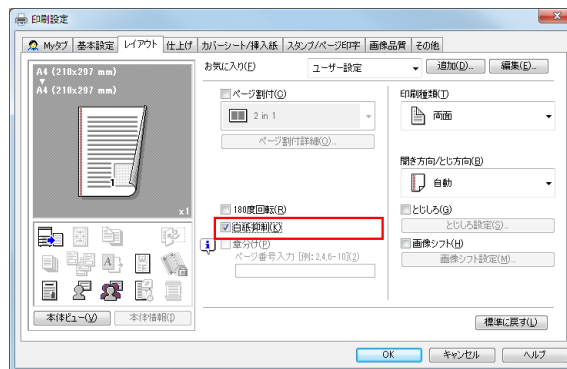 印刷設定
Myタブ 基本設定 レイアウト 仕上げ カバーシート/挿入紙 スタンプ/ページ印字 画像品質 その他
A4 (210x297 mm)
A4 (210x297 mm)
1
x1
本体ビュー(V) 本体情報(I)
お気に入り(F) ユーザー設定 追加(D)... 編集(E)...
ページ割付(C)
2 in 1
ページ割付詳細(O)...
180度回転(R)
白紙抑制(K)
章分け(P)
ページ番号入力 [例: 2,4,6-10](2)
印刷種類(T)
両面
開き方向/とじ方向(B)
自動
とじしろ(G)
とじしろ設定(S)...
画像シフト(H)
画像シフト設定(M)...
標準に戻す(L)
OK キャンセル ヘルプ